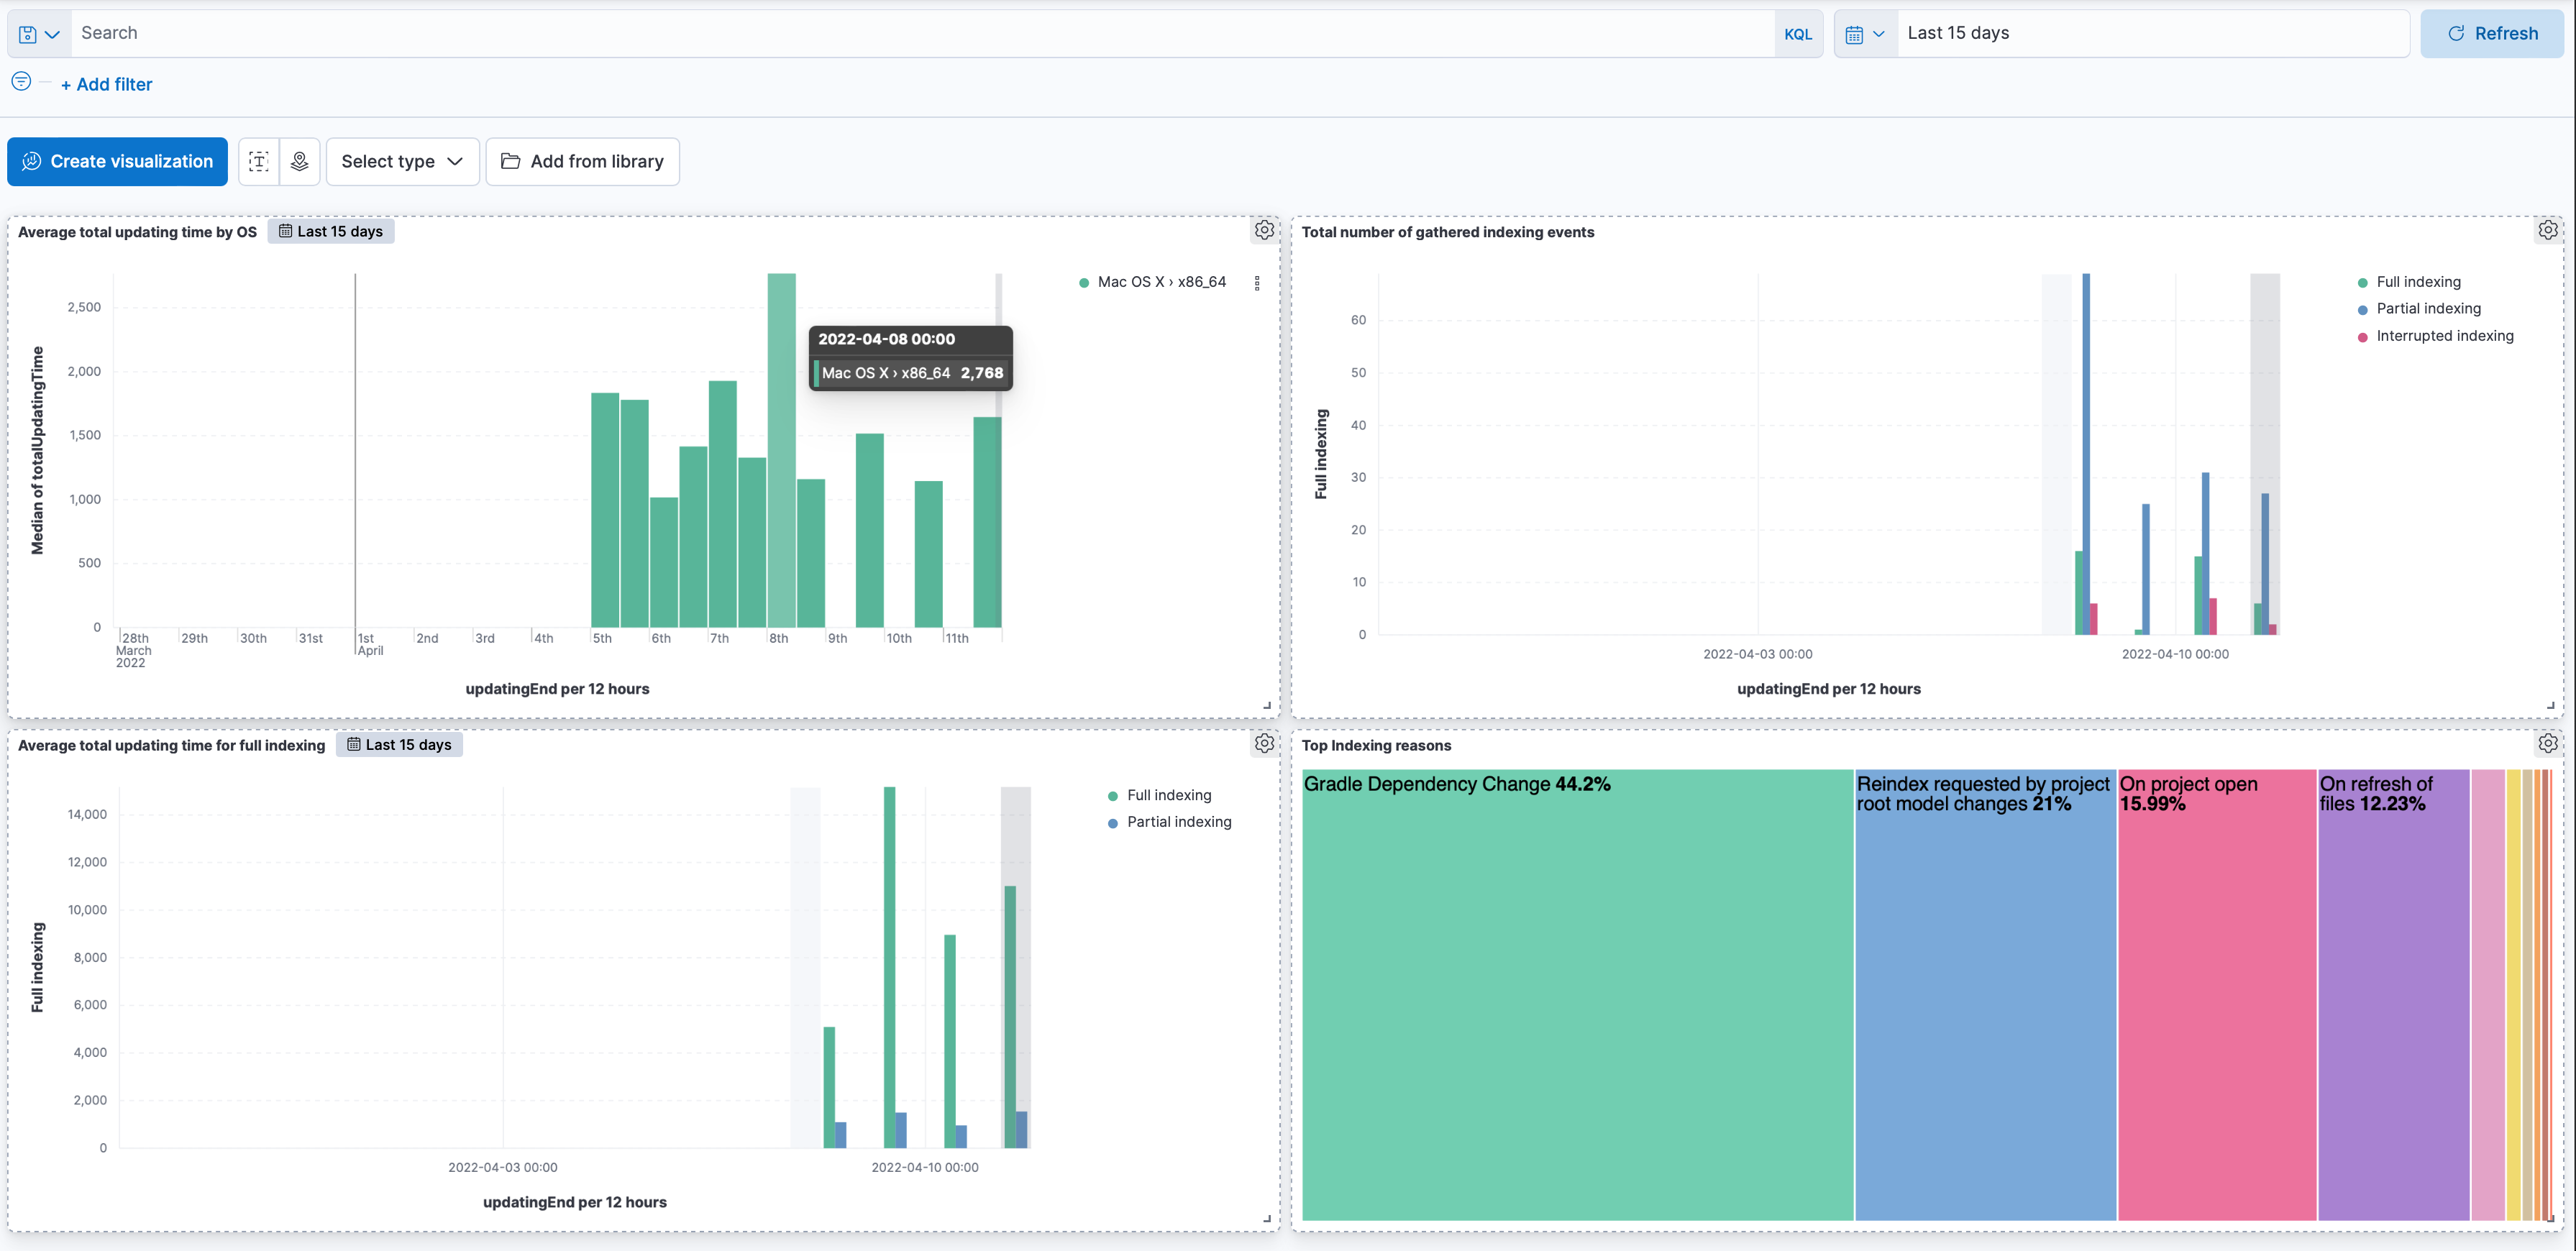 Search
KQL
Last 15 days
Refresh
+ Add filter
Create visualization
Select type
Add from library
Average total updating time by OS
Last 15 days
Median of totalUpdatingTime
2,500
2,000
1,500
1,000
500
0
28th
March
2022
29th
30th
31st
1st
April
2nd
3rd
4th
5th
6th
7th
8th
9th
10th
11th
updatingEnd per 12 hours
Mac OS X › x86_64
2022-04-08 00:00
Mac OS X › x86_64 2,768
Total number of gathered indexing events
Full indexing
60
50
40
30
20
10
0
2022-04-03 00:00
2022-04-10 00:00
updatingEnd per 12 hours
Full indexing
Partial indexing
Interrupted indexing
Average total updating time for full indexing
Last 15 days
Full indexing
14,000
12,000
10,000
8,000
6,000
4,000
2,000
0
2022-04-03 00:00
2022-04-10 00:00
updatingEnd per 12 hours
Full indexing
Partial indexing
Top Indexing reasons
Gradle Dependency Change 44.2%
Reindex requested by project
root model changes 21%
On project open
15.99%
On refresh of
files 12.23%